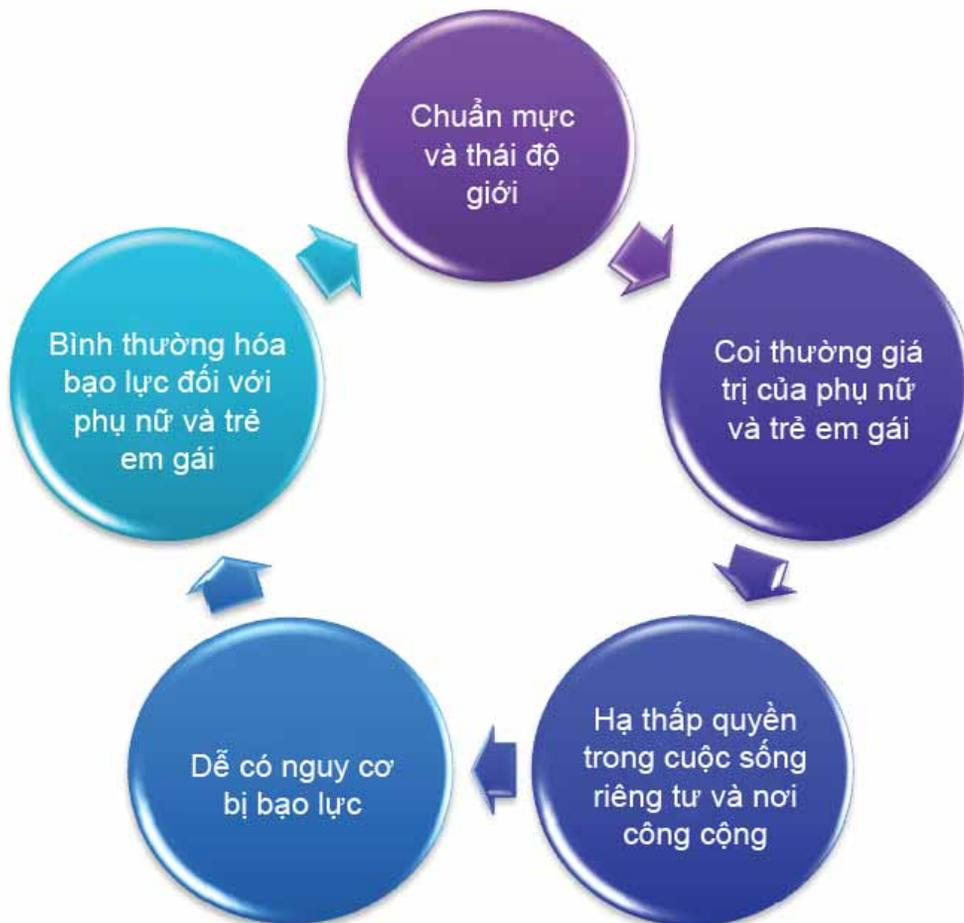 Chuẩn mực
và thái độ
giới
Coi thường giá
trị của phụ nữ
và trẻ em gái
Hạ thấp quyền
trong cuộc sống
riêng tư và nơi
công cộng
Dễ có nguy cơ
bị bạo lực
Bình thường hóa
bạo lực đối với
phụ nữ và trẻ
em gái